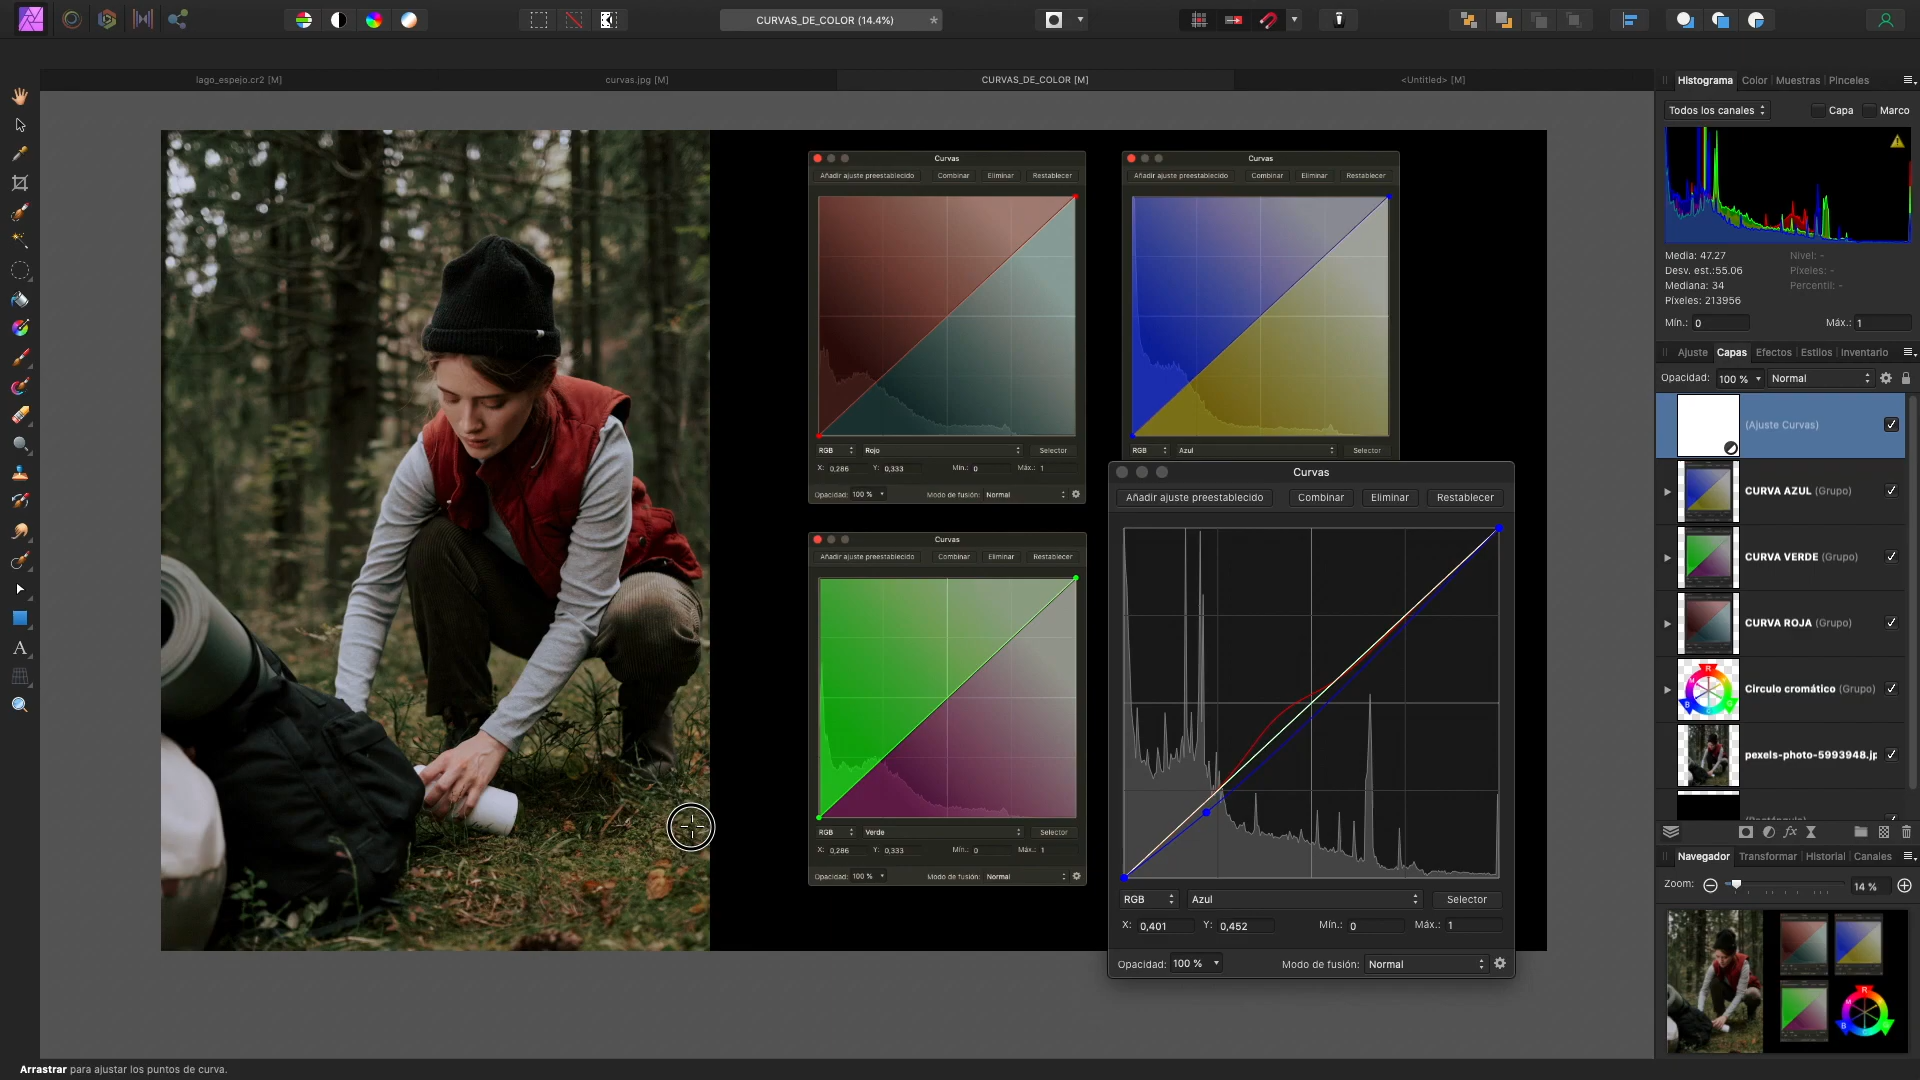 CURVAS_DE_COLOR (14.4%)
*
lago_espejo.cr2 [M]
curvas.jpg [M]
CURVAS_DE_COLOR [M]
<Untitled> [M]
Histograma
Color
Muestras
Pinceles
Todos los canales
Capa
Marco
Media: 47.27
Nivel: -
Desv. est.:55.06
Píxeles: -
Mediana: 34
Percentil: -
Píxeles: 213956
Mín.: 0
Máx.: 1
Ajuste
Capas
Efectos
Estilos
Inventario
Opacidad: 100 %
Normal
(Ajuste Curvas)
CURVA AZUL (Grupo)
CURVA VERDE (Grupo)
CURVA ROJA (Grupo)
Circulo cromático (Grupo)
pexels-photo-5993948.jp
Navegador
Transformar
Historial
Canales
Zoom:
14 %
Curvas
Añadir ajuste preestablecido
Combinar
Eliminar
Restablecer
RGB
Rojo
Selector
X: 0,286
Y: 0,333
Mín.: 0
Máx.: 1
Opacidad: 100 %
Modo de fusión: Normal
Curvas
Añadir ajuste preestablecido
Combinar
Eliminar
Restablecer
RGB
Azul
Selector
Curvas
Añadir ajuste preestablecido
Combinar
Eliminar
Restablecer
RGB
Verde
Selector
X: 0,286
Y: 0,333
Mín.: 0
Máx.: 1
Opacidad: 100 %
Modo de fusión: Normal
Curvas
Añadir ajuste preestablecido
Combinar
Eliminar
Restablecer
RGB
Azul
Selector
X: 0,401
Y: 0,452
Mín.: 0
Máx.: 1
Opacidad: 100 %
Modo de fusión: Normal
Arrastrar para ajustar los puntos de curva.